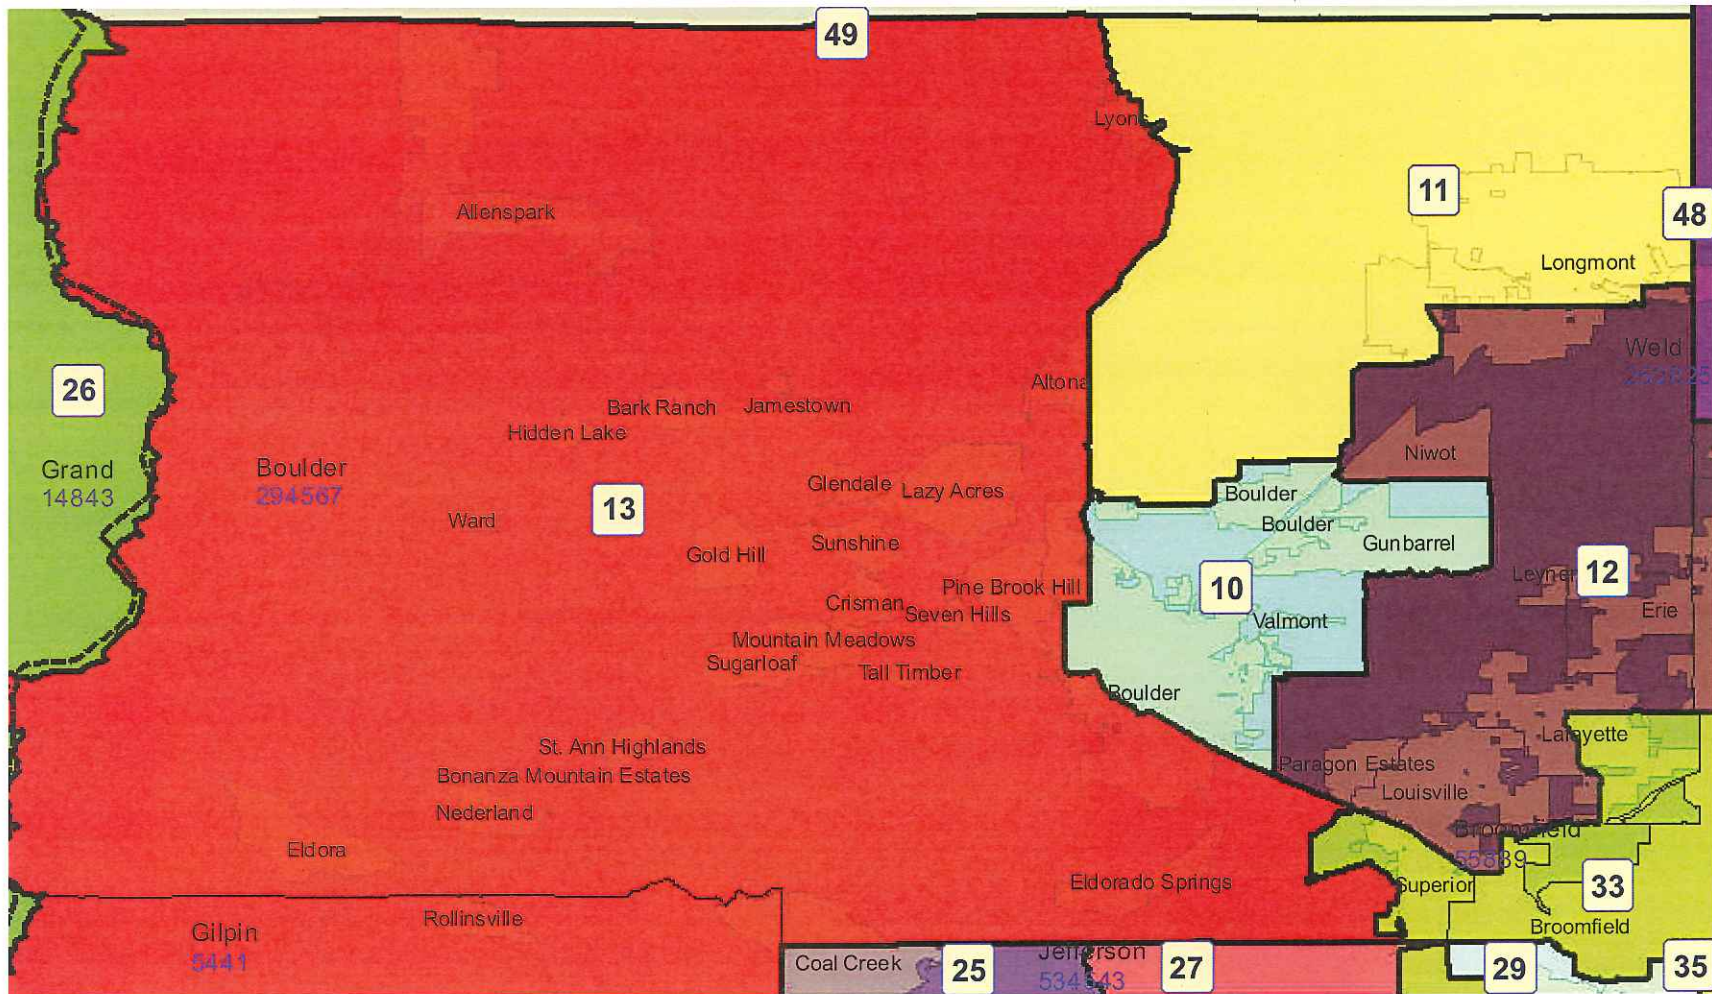 49
Lyons
11
48
Allenspark
Longmont
Weld
26
Altona
Bark Ranch
Jamestown
Hidden Lake
Niwot
Grand
14843
Boulder
294567
13
Glendale
Lazy Acres
Boulder
Boulder
Ward
Gold Hill
Sunshine
Gunbarrel
Pine Brook Hill
10
Leyner
12
Crisman
Seven Hills
Valmont
Erie
Mountain Meadows
Sugarloaf
Tall Timber
Boulder
St. Ann Highlands
Lafayette
Bonanza Mountain Estates
Paragon Estates
Louisville
Nederland
Broomfield
55889
Eldora
Eldorado Springs
Superior
33
Rollinsville
Gilpin
5441
Broomfield
Coal Creek
25
Jefferson
534543
27
29
35